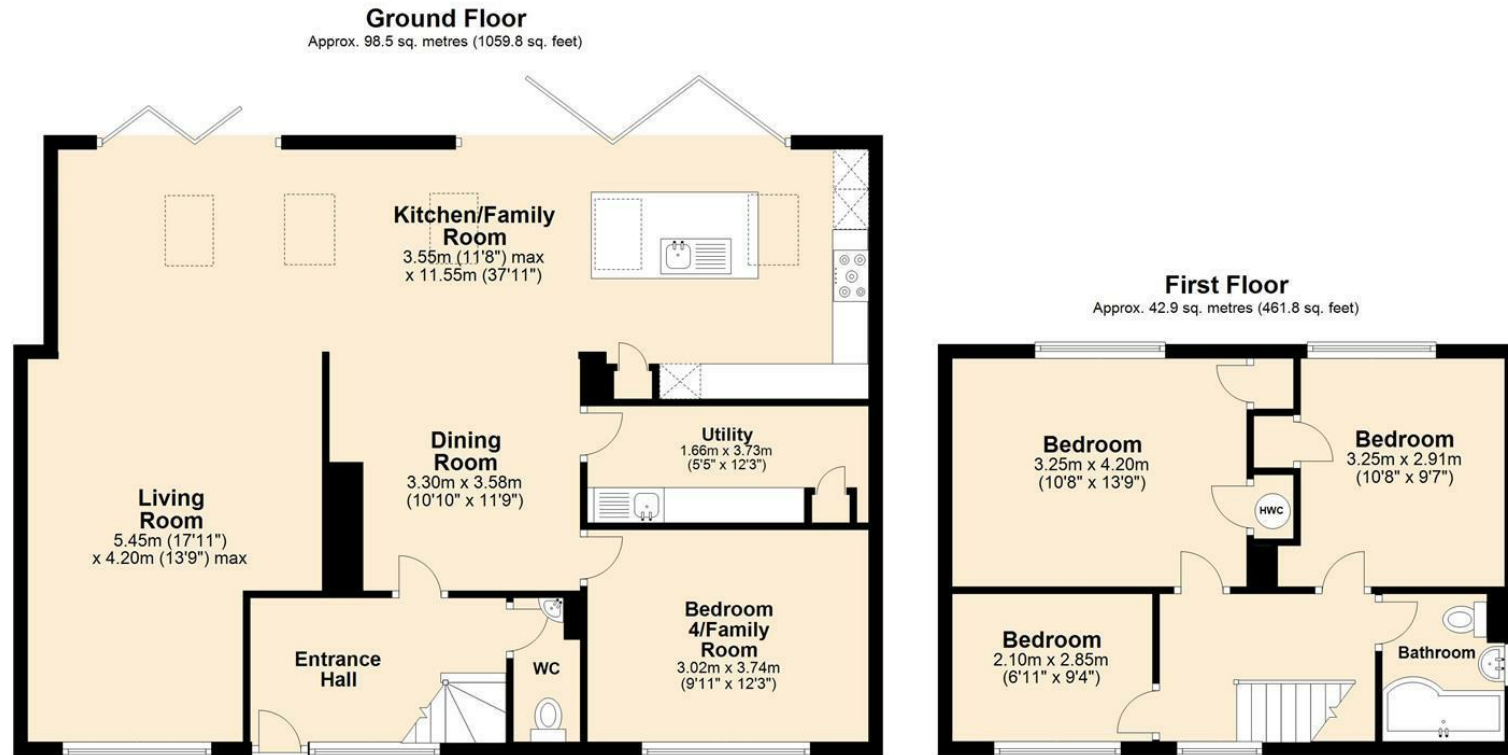 Ground Floor
Approx. 98.5 sq. metres (1059.8 sq. feet)
Kitchen/Family
Room
3.55m (11'8") max
x 11.55m (37'11")
Dining
Room
3.30m x 3.58m
(10'10" x 11'9")
Utility
1.66m x 3.73m
(5'5" x 12'3")
Living
Room
5.45m (17'11")
x 4.20m (13'9") max
Bedroom
4/Family
Room
3.02m x 3.74m
(9'11" x 12'3")
Entrance
Hall
WC
First Floor
Approx. 42.9 sq. metres (461.8 sq. feet)
Bedroom
3.25m x 4.20m
(10'8" x 13'9")
Bedroom
3.25m x 2.91m
(10'8" x 9'7")
HWC
Bedroom
2.10m x 2.85m
(6'11" x 9'4")
Bathroom